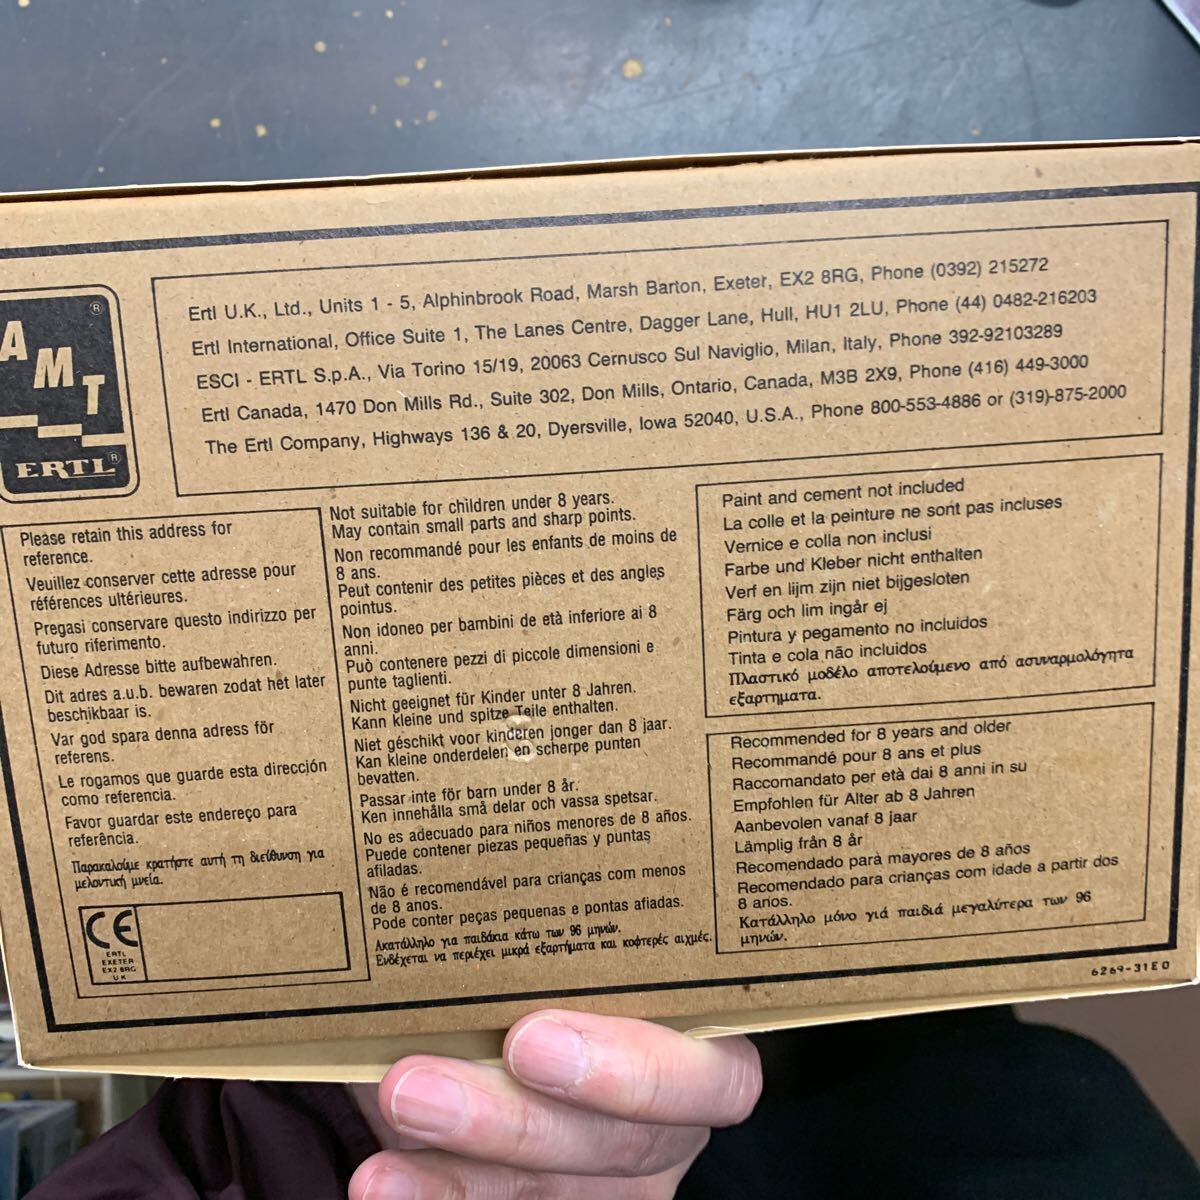 AMT®
ERTL®
Ertl U.K., Ltd., Units 1 - 5, Alphinbrook Road, Marsh Barton, Exeter, EX2 8RG, Phone (0392) 215272
Ertl International, Office Suite 1, The Lanes Centre, Dagger Lane, Hull, HU1 2LU, Phone (44) 0482-216203
ESCI - ERTL S.p.A., Via Torino 15/19, 20063 Cernusco Sul Naviglio, Milan, Italy, Phone 392-92103289
Ertl Canada, 1470 Don Mills Rd., Suite 302, Don Mills, Ontario, Canada, M3B 2X9, Phone (416) 449-3000
The Ertl Company, Highways 136 & 20, Dyersville, Iowa 52040, U.S.A., Phone 800-553-4886 or (319)-875-2000
Please retain this address for
reference.
Veuillez conserver cette adresse pour
références ultérieures.
Pregasi conservare questo indirizzo per
futuro riferimento.
Diese Adresse bitte aufbewahren.
Dit adres a.u.b. bewaren zodat het later
beschikbaar is.
Var god spara denna adress för
referens.
Le rogamos que guarde esta dirección
como referencia.
Favor guardar este endereço para
referência.
Παρακαλούμε κρατήστε αυτή τη διεύθυνση για
μελοντική μνεία.
CE
ERTL
EXETER
EX2 8RG
UK
Not suitable for children under 8 years.
May contain small parts and sharp points.
Non recommandé pour les enfants de moins de
8 ans.
Peut contenir des petites pièces et des angles
pointus.
Non idoneo per bambini de età inferiore ai 8
anni.
Può contenere pezzi di piccole dimensioni e
punte taglienti.
Nicht geeignet für Kinder unter 8 Jahren.
Kann kleine und spitze Teile enthalten.
Niet géschikt voor kinderen jonger dan 8 jaar.
Kan kleine onderdelen en scherpe punten
bevatten.
Passar inte för barn under 8 år.
Ken innehålla små delar och vassa spetsar.
No es adecuado para niños menores de 8 años.
Puede contener piezas pequeñas y puntas
afiladas.
Não é recomendável para crianças com menos
de 8 anos.
Pode conter peças pequenas e pontas afiadas.
Ακατάλληλο για παιδάκια κάτω των 96 μηνών.
Ενδέχεται να περιέχει μικρά εξαρτήματα και κοφτερές αιχμές.
Paint and cement not included
La colle et la peinture ne sont pas incluses
Vernice e colla non inclusi
Farbe und Kleber nicht enthalten
Verf en lijm zijn niet bijgesloten
Färg och lim ingår ej
Pintura y pegamento no incluidos
Tinta e cola não incluidos
Πλαστικό μοδέλο αποτελούμενο από ασυναρμολόγητα
εξαρτηματα.
Recommended for 8 years and older
Recommandé pour 8 ans et plus
Raccomandato per età dai 8 anni in su
Empfohlen für Alter ab 8 Jahren
Aanbevolen vanaf 8 jaar
Lämplig från 8 år
Recomendado para mayores de 8 años
Recomendado para crianças com idade a partir dos
8 anos.
Κατάλληλο μόνο γιά παιδιά μεγαλύτερα των 96
μηνών.
6269-31EO